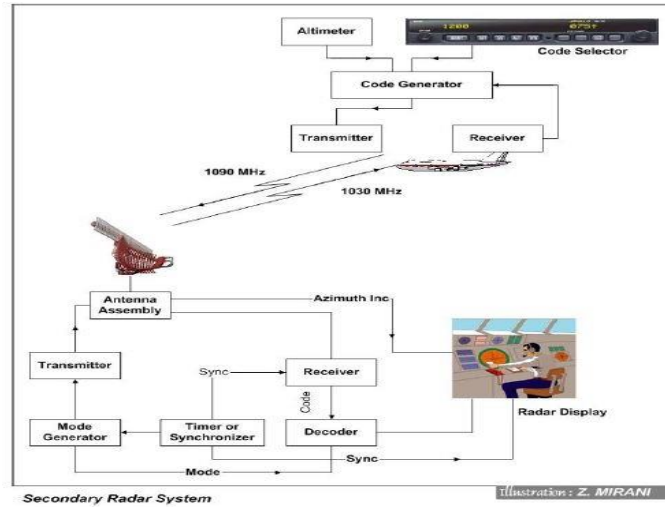 Altimeter
1200
Code Selector
Code Generator
Transmitter
Receiver
1090 MHz
1030 MHz
Antenna
Assembly
Azimuth Inc
Transmitter
Sync
Receiver
Code
Radar Display
Mode
Generator
Timer or
Synchronizer
Decoder
Mode
Sync
Secondary Radar System
Illustration : Z. MIRANI